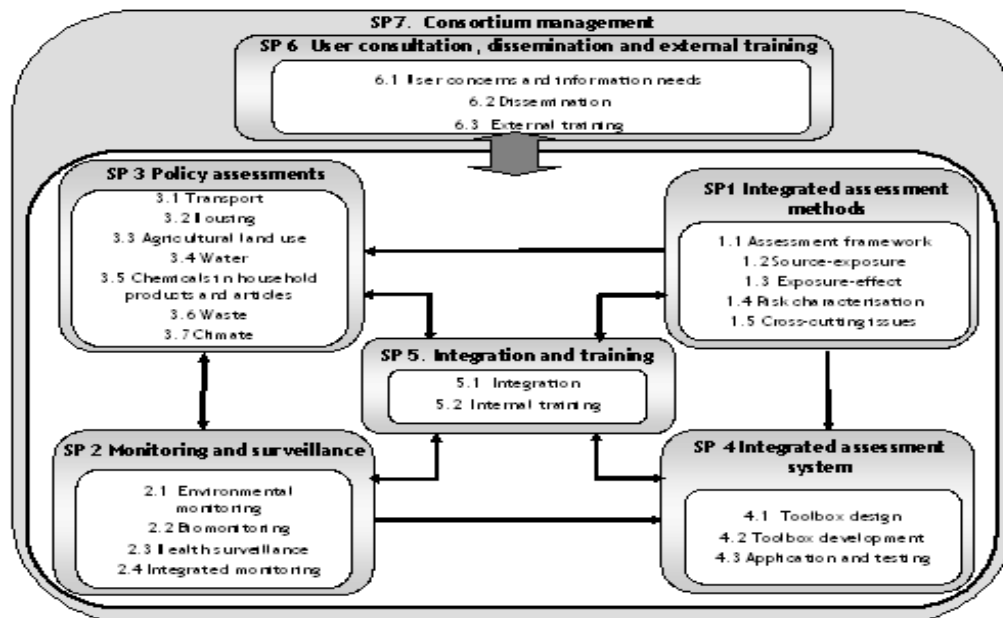 SP7. Consortium management
SP 6 User consultation, dissemination and external training
6.1 User concerns and information needs
6.2 Dissemination
6.3 External training
SP 3 Policy assessments
3.1 Transport
3.2 Housing
3.3 Agricultural land use
3.4 Water
3.5 Chemicals in household
products and articles
3.6 Waste
3.7 Climate
SP1 Integrated assessment
methods
1.1 Assessment framework
1.2 Source-exposure
1.3 Exposure-effect
1.4 Risk characterisation
1.5 Cross-cutting issues
SP 5. Integration and training
5.1 Integration
5.2 Internal training
SP 2 Monitoring and surveillance
2.1 Environmental
monitoring
2.2 Biomonitoring
2.3 Health surveillance
2.4 Integrated monitoring
SP 4 Integrated assessment
system
4.1 Toolbox design
4.2 Toolbox development
4.3 Application and testing